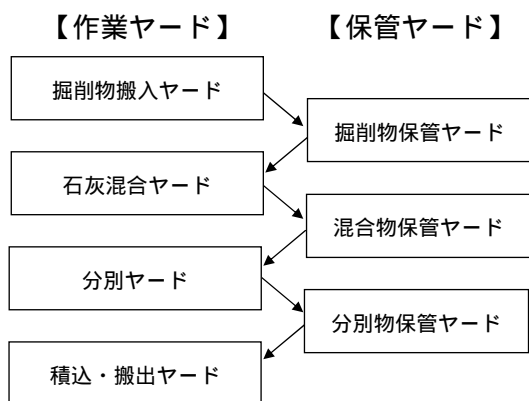 【作業ヤード】
【保管ヤード】
掘削物搬入ヤード
掘削物保管ヤード
石灰混合ヤード
混合物保管ヤード
分別ヤード
分別物保管ヤード
積込・搬出ヤード